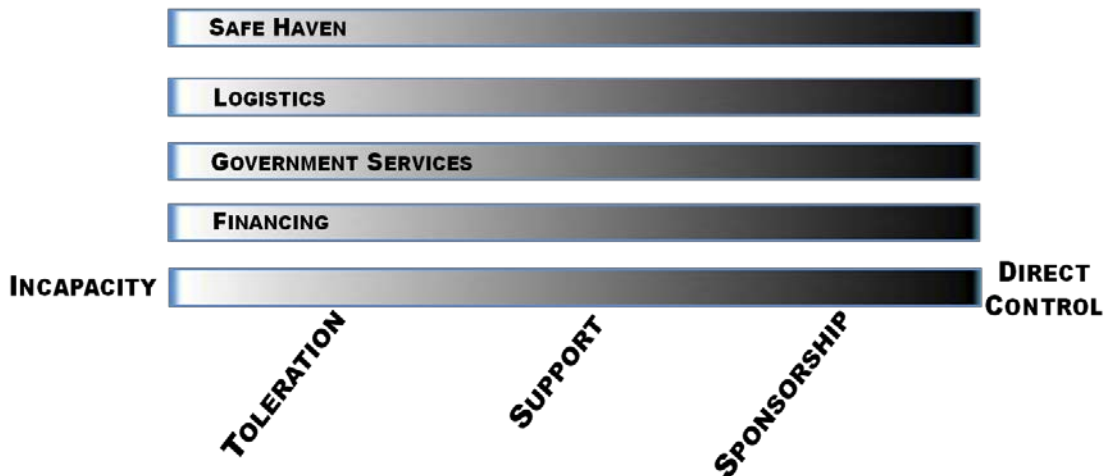 SAFE HAVEN
LOGISTICS
GOVERNMENT SERVICES
FINANCING
INCAPACITY
DIRECT
CONTROL
TOLERATION
SUPPORT
SPONSORSHIP